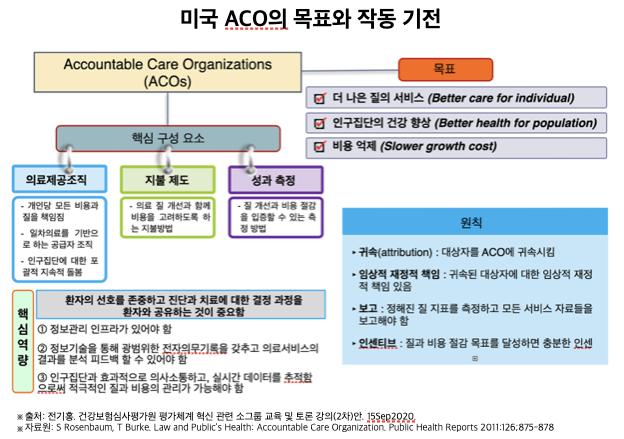 미국 ACO의 목표와 작동 기전
Accountable Care Organizations
(ACOs)
목표
더 나은 질의 서비스 (Better care for individual)
인구집단의 건강 향상 (Better health for population)
비용 억제 (Slower growth cost)
핵심 구성 요소
의료제공조직
- 개인당 모든 비용과
질을 책임짐
- 일차의료를 기반으
로 하는 공급자 조직
- 인구집단에 대한 포
괄적 지속적 돌봄
지불 제도
- 의료 질 개선과 함께
비용을 고려하도록 하
는 지불방법
성과 측정
- 질 개선과 비용 절감
을 입증할 수 있는 측
정 방법
원칙
▸ 귀속(attribution) : 대상자를 ACO에 귀속시킴
▸ 임상적 재정적 책임 : 귀속된 대상자에 대한 임상적 재정
적 책임 있음
▸ 보고 : 정해진 질 지표를 측정하고 모든 서비스 자료들을
보고해야 함
▸ 인센티브 : 질과 비용 절감 목표를 달성하면 충분한 인센
핵심역량
환자의 선호를 존중하고 진단과 치료에 대한 결정 과정을
환자와 공유하는 것이 중요함
① 정보관리 인프라가 있어야 함
② 정보기술을 통해 광범위한 전자의무기록을 갖추고 의료서비스의
결과를 분석 피드백 할 수 있어야 함
③ 인구집단과 효과적으로 의사소통하고, 실시간 데이터를 추적함
으로써 적극적인 질과 비용의 관리가 가능해야 함
※ 출처: 전기홍. 건강보험심사평가원 평가체계 혁신 관련 소그룹 교육 및 토론 강의(2차)안. 15Sep2020.
※ 자료원: S Rosenbaum, T Burke. Law and Public's Health: Accountable Care Organization. Public Health Reports 2011:126:875-878